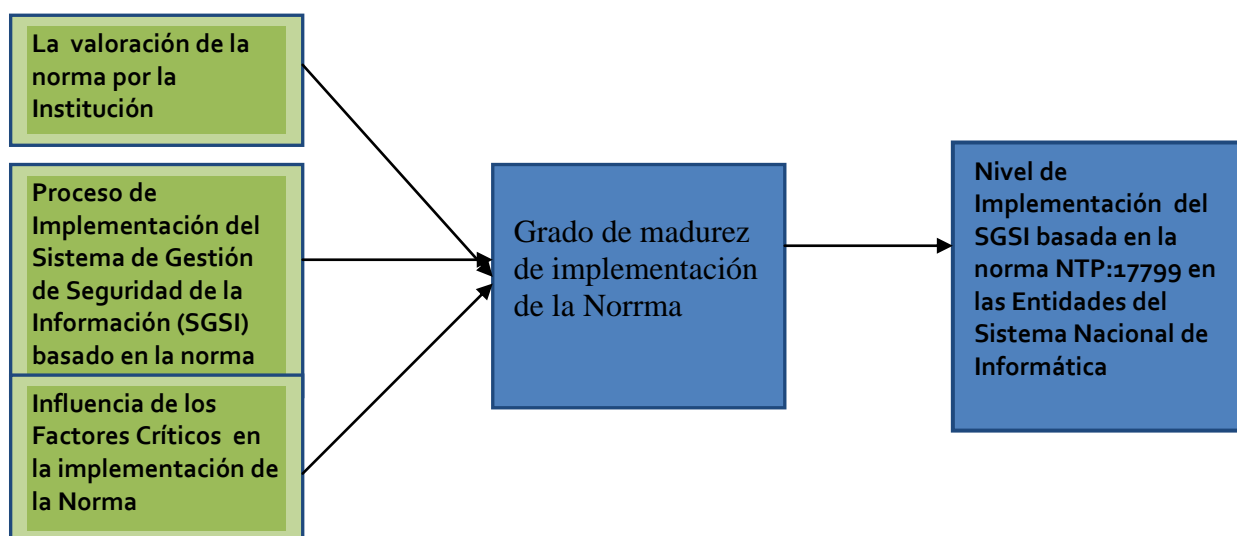 La valoración de la
norma por la
Institución
Proceso de
Implementación del
Sistema de Gestión
de Seguridad de la
Información (SGSI)
basado en la norma
Influencia de los
Factores Críticos en
la implementación de
la Norma
Grado de madurez
de implementación
de la Norrma
Nivel de
Implementación del
SGSI basada en la
norma NTP:17799 en
las Entidades del
Sistema Nacional de
Informática